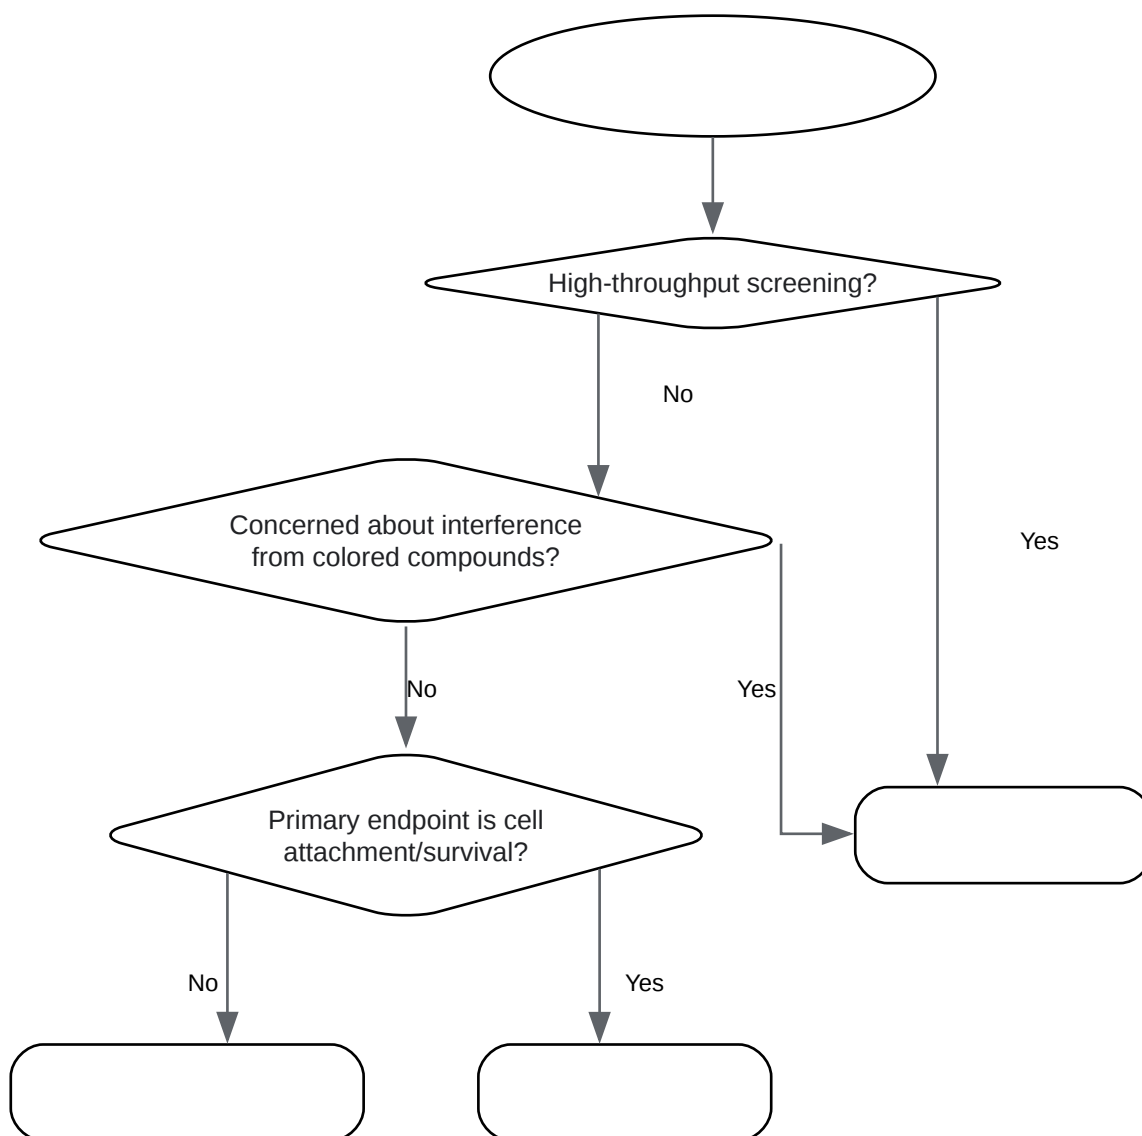 High-throughput screening?
No
Concerned about interference
from colored compounds?
Yes
No
Yes
Primary endpoint is cell
attachment/survival?
No
Yes